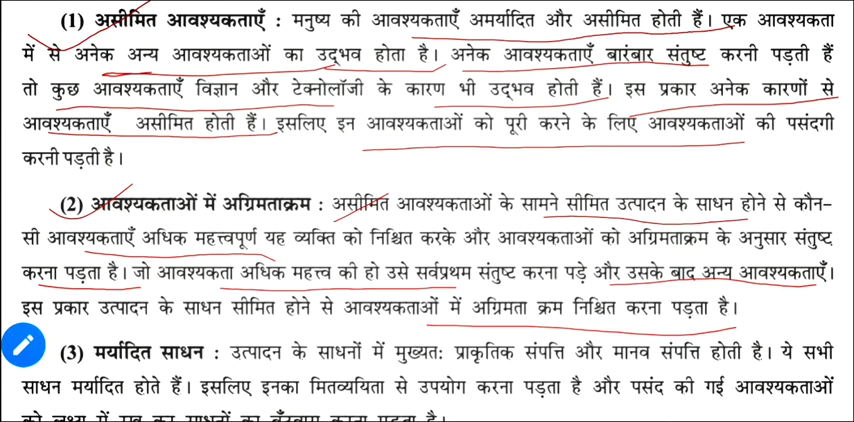 (1) असीमित आवश्यकताएँ : मनुष्य की आवश्यकताएँ अमर्यादित और असीमित होती हैं। एक आवश्यकता
में से अनेक अन्य आवश्यकताओं का उद्भव होता है। अनेक आवश्यकताएँ बारंबार संतुष्ट करनी पड़ती हैं
तो कुछ आवश्यकताएँ विज्ञान और टेक्नोलॉजी के कारण भी उद्भव होती हैं। इस प्रकार अनेक कारणों से
आवश्यकताएँ असीमित होती हैं। इसलिए इन आवश्यकताओं को पूरी करने के लिए आवश्यकताओं की पसंदगी
करनी पड़ती है।
(2) आवश्यकताओं में अग्रिमताक्रम : असीमित आवश्यकताओं के सामने सीमित उत्पादन के साधन होने से कौन-
सी आवश्यकताएँ अधिक महत्त्वपूर्ण यह व्यक्ति को निश्चित करके और आवश्यकताओं को अग्रिमताक्रम के अनुसार संतुष्ट
करना पड़ता है। जो आवश्यकता अधिक महत्त्व की हो उसे सर्वप्रथम संतुष्ट करना पड़े और उसके बाद अन्य आवश्यकताएँ।
इस प्रकार उत्पादन के साधन सीमित होने से आवश्यकताओं में अग्रिमता क्रम निश्चित करना पड़ता है।
(3) मर्यादित साधन : उत्पादन के साधनों में मुख्यत: प्राकृतिक संपत्ति और मानव संपत्ति होती है। ये सभी
साधन मर्यादित होते हैं। इसलिए इनका मितव्ययिता से उपयोग करना पड़ता है और पसंद की गई आवश्यकताओं
को लक्ष्य में रख का साधनों का बँटवारा करना पड़ता है।